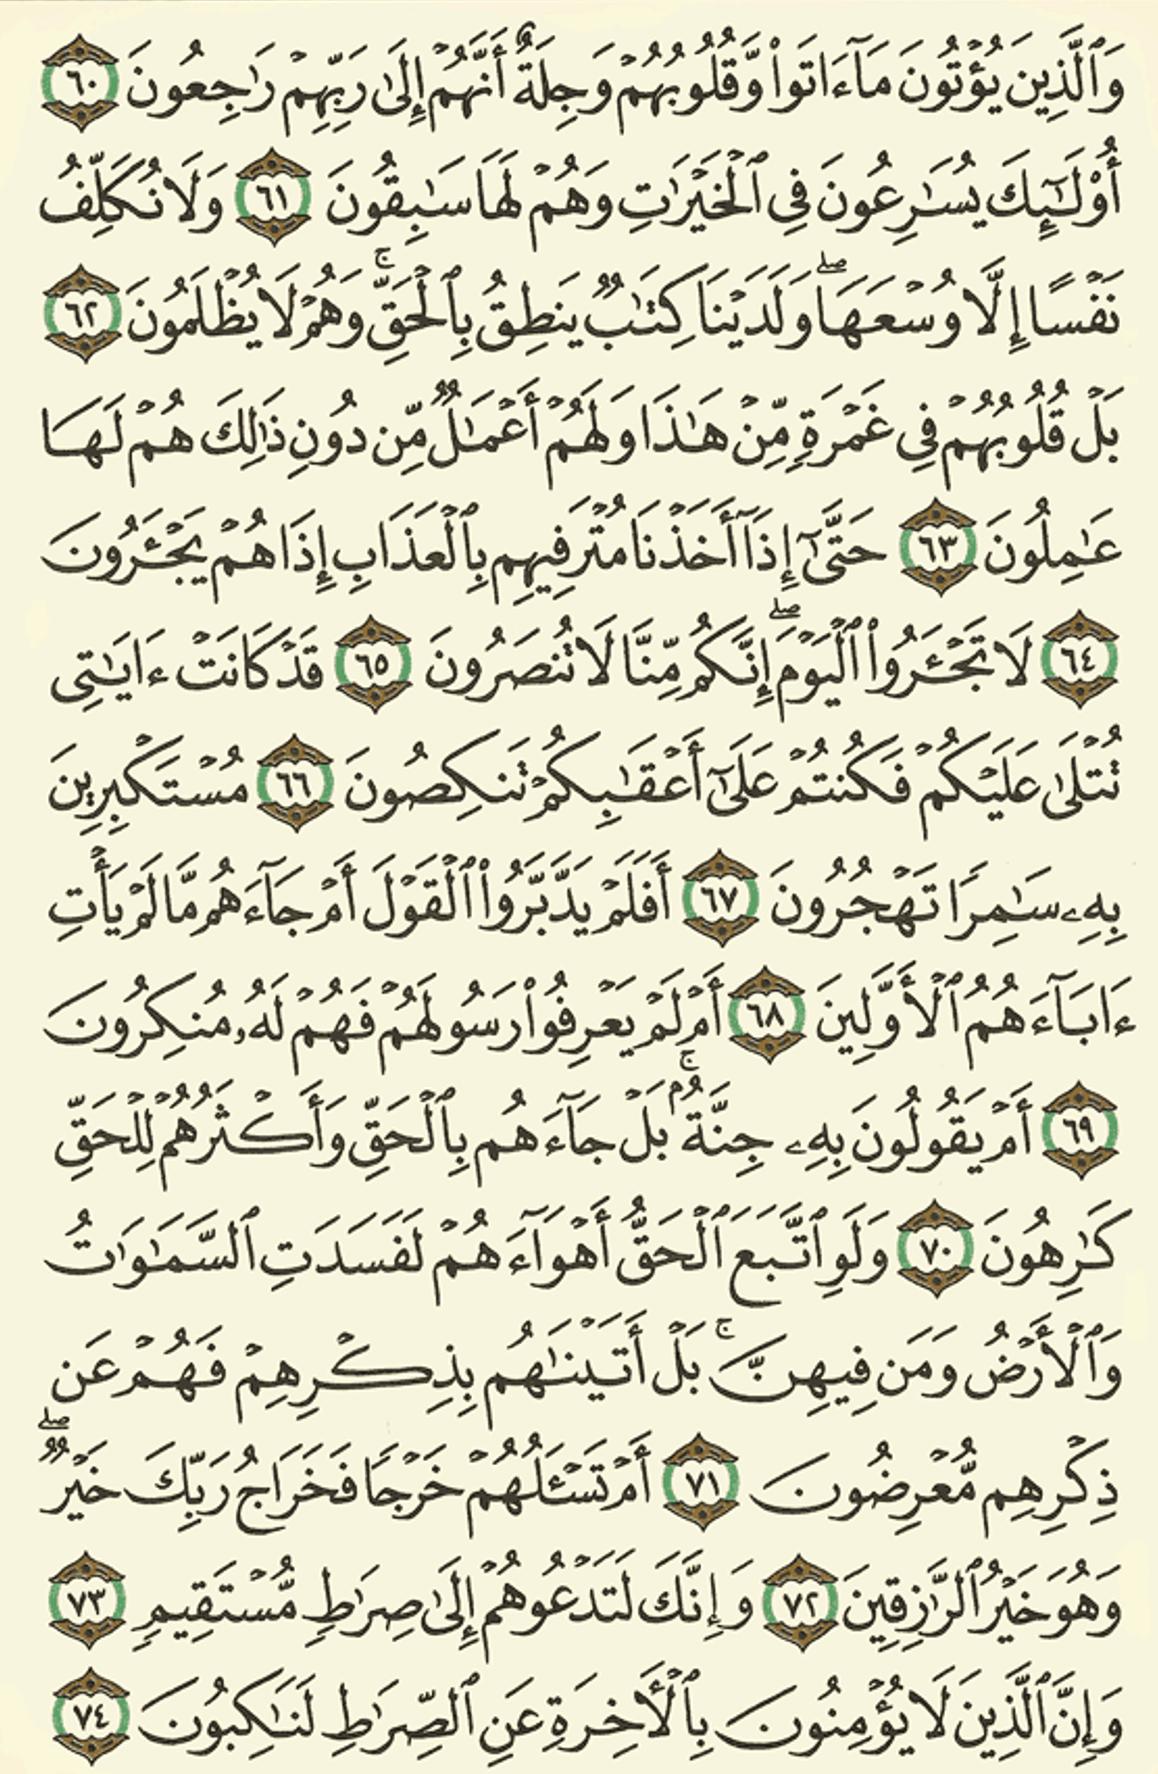 وَٱلَّذِينَ يُؤۡتُونَ مَآ ءَاتَواْ وَّقُلُوبُهُمۡ وَجِلَةٌ أَنَّهُمۡ إِلَىٰ رَبِّهِمۡ رَٰجِعُونَ ٦٠
أُوْلَٰٓئِكَ يُسَٰرِعُونَ فِي ٱلۡخَيۡرَٰتِ وَهُمۡ لَهَا سَٰبِقُونَ ٦١ وَلَا نُكَلِّفُ
نَفۡسًا إِلَّا وُسۡعَهَاۖ وَلَدَيۡنَا كِتَٰبٞ يَنطِقُ بِٱلۡحَقِّۚ وَهُمۡ لَا يُظۡلَمُونَ ٦٢
بَلۡ قُلُوبُهُمۡ فِي غَمۡرَةٖ مِّنۡ هَٰذَا وَلَهُمۡ أَعۡمَٰلٞ مِّن دُونِ ذَٰلِكَ هُمۡ لَهَا
عَٰمِلُونَ ٦٣ حَتَّىٰٓ إِذَآ أَخَذۡنَا مُتۡرَفِيهِم بِٱلۡعَذَابِ إِذَا هُمۡ يَجۡـَٔرُونَ
٦٤ لَا تَجۡـَٔرُواْ ٱلۡيَوۡمَۖ إِنَّكُم مِّنَّا لَا تُنصَرُونَ ٦٥ قَدۡ كَانَتۡ ءَايَٰتِي
تُتۡلَىٰ عَلَيۡكُمۡ فَكُنتُمۡ عَلَىٰٓ أَعۡقَٰبِكُمۡ تَنكِصُونَ ٦٦ مُسۡتَكۡبِرِينَ
بِهِۦ سَٰمِرٗا تَهۡجُرُونَ ٦٧ أَفَلَمۡ يَدَّبَّرُواْ ٱلۡقَوۡلَ أَمۡ جَآءَهُم مَّا لَمۡ يَأۡتِ
ءَابَآءَهُمُ ٱلۡأَوَّلِينَ ٦٨ أَمۡ لَمۡ يَعۡرِفُواْ رَسُولَهُمۡ فَهُمۡ لَهُۥ مُنكِرُونَ
٦٩ أَمۡ يَقُولُونَ بِهِۦ جِنَّةُۢۚ بَلۡ جَآءَهُم بِٱلۡحَقِّ وَأَكۡثَرُهُمۡ لِلۡحَقِّ
كَٰرِهُونَ ٧٠ وَلَوِ ٱتَّبَعَ ٱلۡحَقُّ أَهۡوَآءَهُمۡ لَفَسَدَتِ ٱلسَّمَٰوَٰتُ
وَٱلۡأَرۡضُ وَمَن فِيهِنَّۚ بَلۡ أَتَيۡنَٰهُم بِذِكۡرِهِمۡ فَهُمۡ عَن
ذِكۡرِهِم مُّعۡرِضُونَ ٧١ أَمۡ تَسۡـَٔلُهُمۡ خَرۡجٗا فَخَرَاجُ رَبِّكَ خَيۡرٞۖ
وَهُوَ خَيۡرُ ٱلرَّٰزِقِينَ ٧٢ وَإِنَّكَ لَتَدۡعُوهُمۡ إِلَىٰ صِرَٰطٖ مُّسۡتَقِيمٖ ٧٣
وَإِنَّ ٱلَّذِينَ لَا يُؤۡمِنُونَ بِٱلۡأٓخِرَةِ عَنِ ٱلصِّرَٰطِ لَنَٰكِبُونَ ٧٤